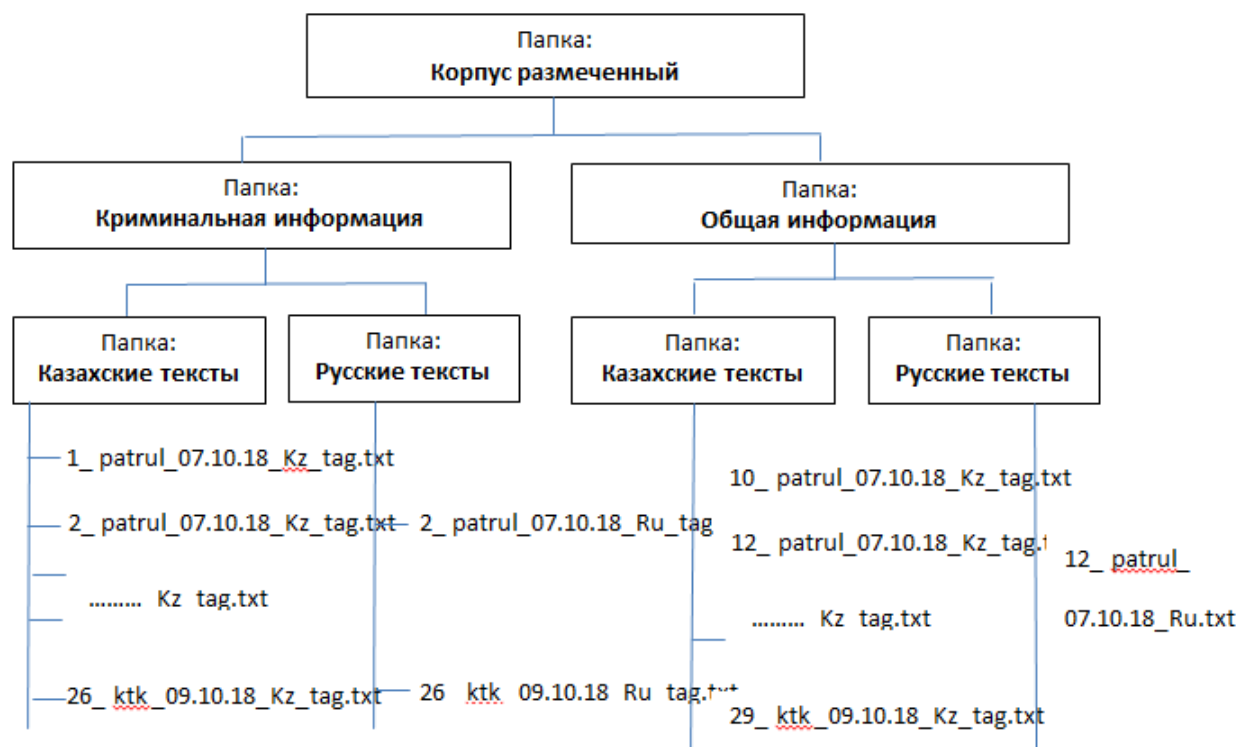 Папка:
Корпус размеченный
Папка:
Криминальная информация
Папка:
Общая информация
Папка:
Казахские тексты
Папка:
Русские тексты
Папка:
Казахские тексты
Папка:
Русские тексты
1_ patrul_07.10.18_Kz_tag.txt
2_ patrul_07.10.18_Kz_tag.txt
......... Kz tag.txt
26_ ktk_09.10.18_Kz_tag.txt
2_ patrul_07.10.18_Ru_tag
26 ktk 09.10.18 Ru tag.txt
10_ patrul_07.10.18_Kz_tag.txt
12_ patrul_07.10.18_Kz_tag.t
......... Kz tag.txt
29_ ktk_09.10.18_Kz_tag.txt
12_ patrul_
07.10.18_Ru.txt